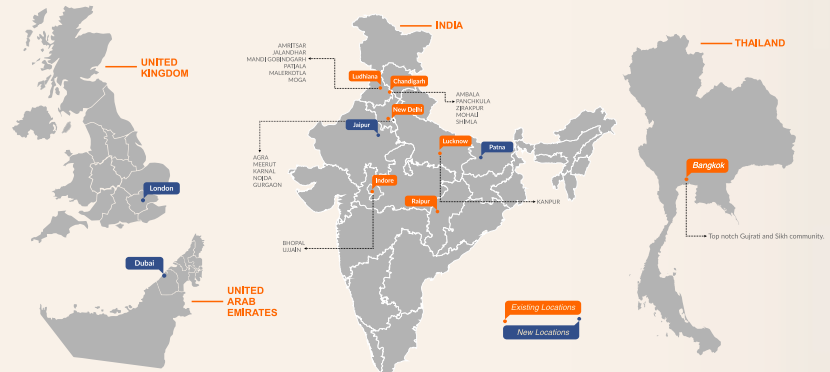 UNITED
KINGDOM
London
Dubai
UNITED
ARAB
EMIRATES
INDIA
AMRITSAR
JALANDHAR
MANDI GOBINDGARH
PATJALA
MALERKOTLA
MOGA
Ludhiana
Chandigarh
AMBALA
PANCHKULA
ZIRAKPUR
MOHALI
SHIMLA
New Delhi
Jaipur
AGRA
MEERUT
KARNAL
NOIDA
GURGAON
Lucknow
Patna
Indore
Raipur
KANPUR
BHOPAL
UJJAIN
Existing Locations
New Locations
THAILAND
Bangkok
Top notch Gujrati and Sikh community.